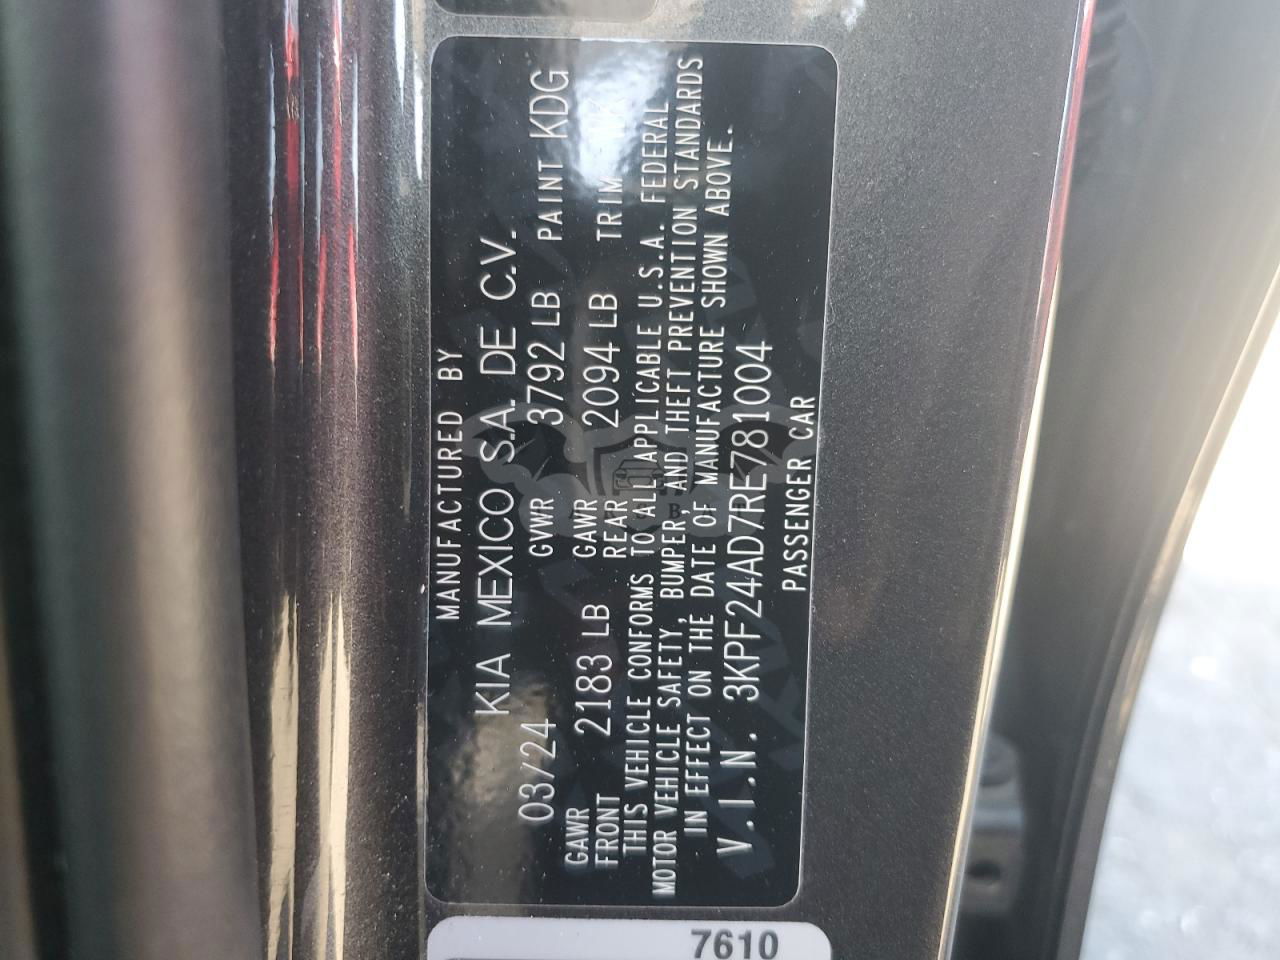 MANUFACTURED BY
KIA MEXICO S.A. DE C.V.
03/24 GVWR 3792 LB PAINT KDG
GAWR FRONT 2183 LB GAWR REAR 2094 LB TRIM
THIS VEHICLE CONFORMS TO ALL APPLICABLE U.S.A. FEDERAL
MOTOR VEHICLE SAFETY, BUMPER, AND THEFT PREVENTION STANDARDS
IN EFFECT ON THE DATE OF MANUFACTURE SHOWN ABOVE.
V.I.N. 3KPF24AD7RE781004
PASSENGER CAR
7610